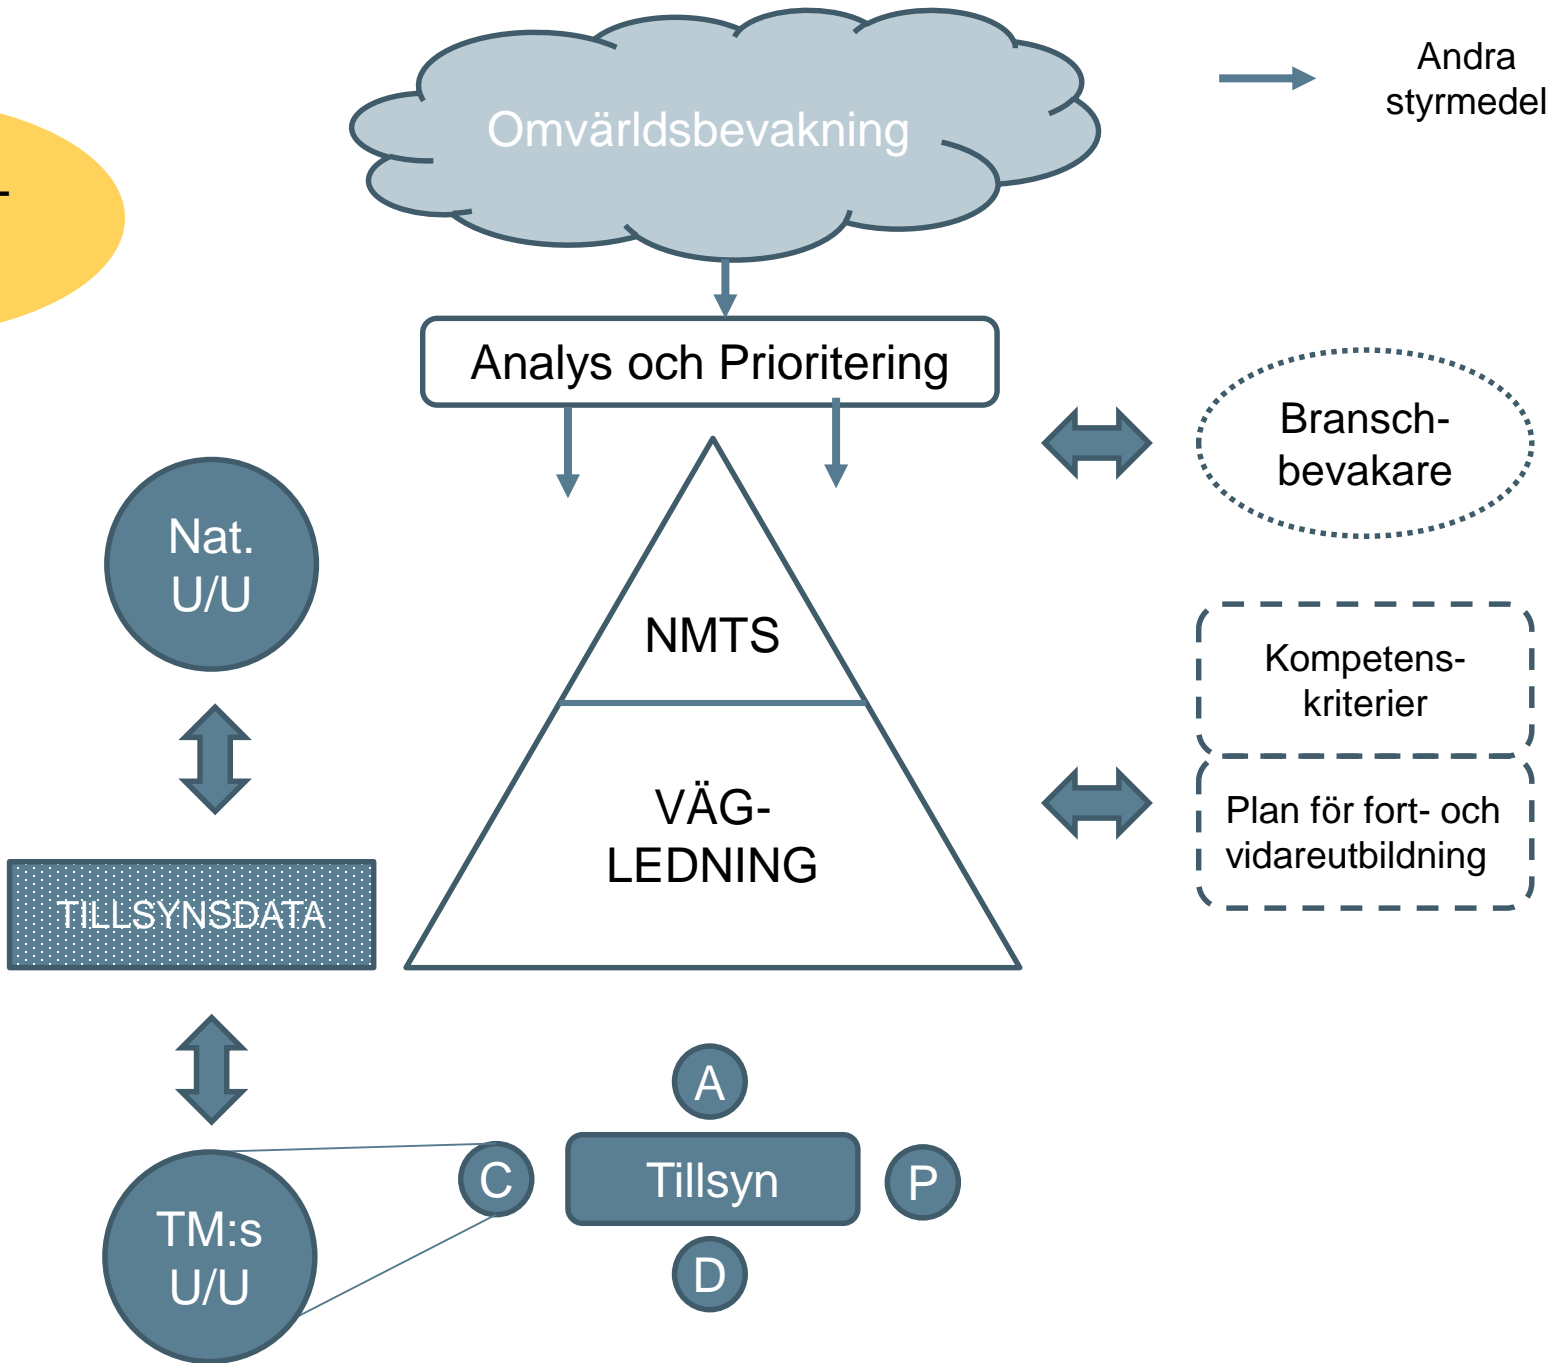 Andra
styrmedel
Omvärldsbevakning
-
Analys och Prioritering
Bransch-
bevakare
Nat.
U/U
NMTS
Kompetens-
kriterier
VÄG-
LEDNING
Plan för fort- och
vidareutbildning
TILLSYNSDATA
A
C
Tillsyn
P
TM:s
U/U
D